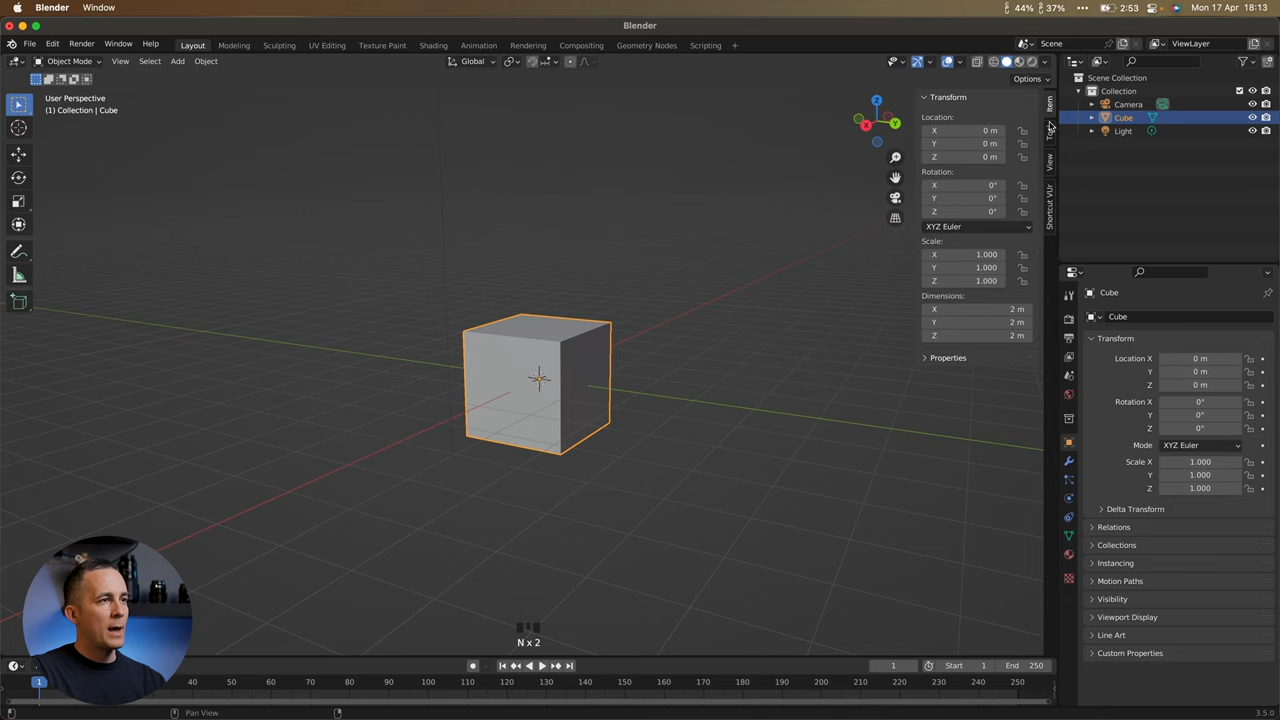 Blender Window 44% 37% 2:53 Mon 17 Apr 18:13
Blender
File Edit Render Window Help Layout Modeling Sculpting UV Editing Texture Paint Shading Animation Rendering Compositing Geometry Nodes Scripting + Scene ViewLayer
Object Mode View Select Add Object Global
Options
User Perspective
(1) Collection | Cube
Z
X
Y
Transform
Location:
X 0 m
Y 0 m
Z 0 m
Rotation:
X 0°
Y 0°
Z 0°
XYZ Euler
Scale:
X 1.000
Y 1.000
Z 1.000
Dimensions:
X 2 m
Y 2 m
Z 2 m
Properties
Item
View
Shortcut VUr
Scene Collection
Collection
Camera
Cube
Light
Cube
Cube
Transform
Location X 0 m
Y 0 m
Z 0 m
Rotation X 0°
Y 0°
Z 0°
Mode XYZ Euler
Scale X 1.000
Y 1.000
Z 1.000
Delta Transform
Relations
Collections
Instancing
Motion Paths
Visibility
Viewport Display
Line Art
Custom Properties
N x 2
1 Start 1 End 250
1 40 50 60 70 80 90 100 110 120 130 140 150 160 170 180 190 200 210 220 230 240 250
Pan View
3.5.0